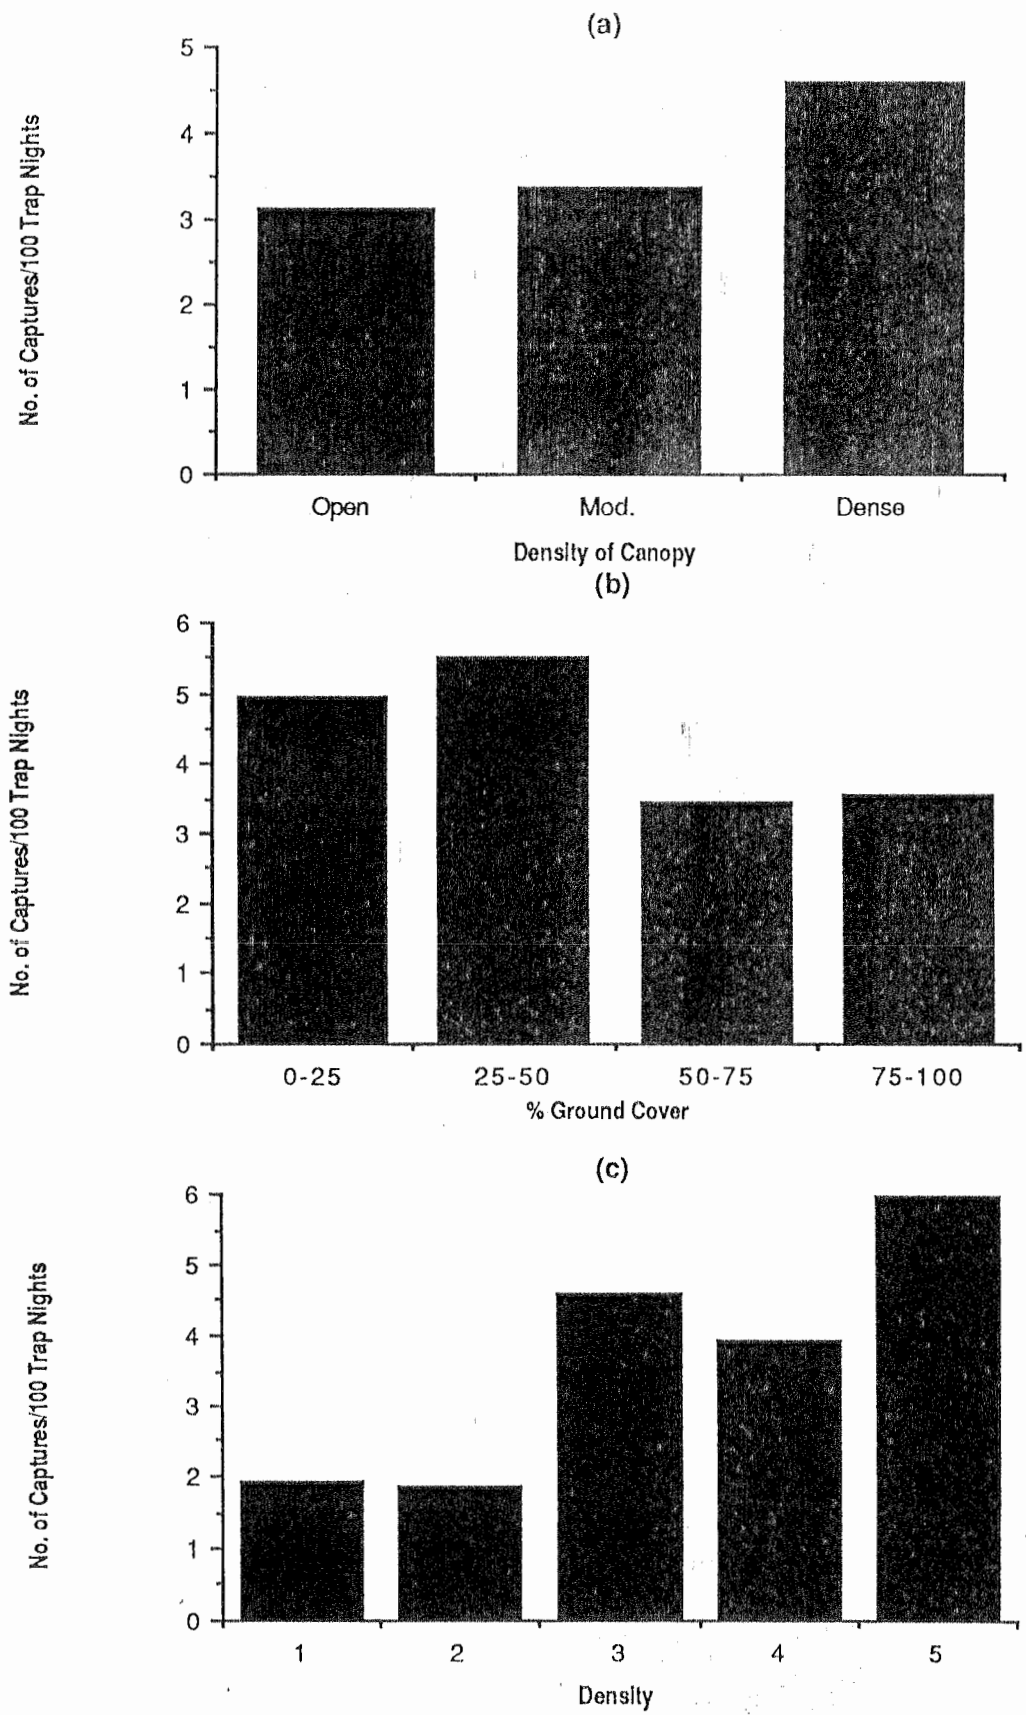 (a)
No. of Captures/100 Trap Nights
5
4
3
2
1
0
Open Mod. Dense
Density of Canopy
(b)
No. of Captures/100 Trap Nights
6
5
4
3
2
1
0
0-25 25-50 50-75 75-100
% Ground Cover
(c)
No. of Captures/100 Trap Nights
6
5
4
3
2
1
0
1 2 3 4 5
Density